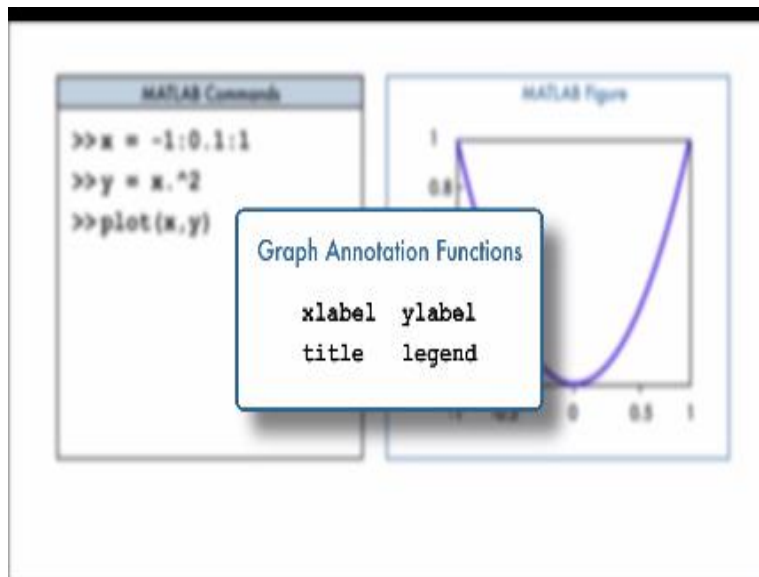 MATLAB Commands
>>x = -1:0.1:1
>>y = x.^2
>>plot(x,y)
MATLAB Figure
1
0.8
0
0.5
1
Graph Annotation Functions
xlabel ylabel
title legend